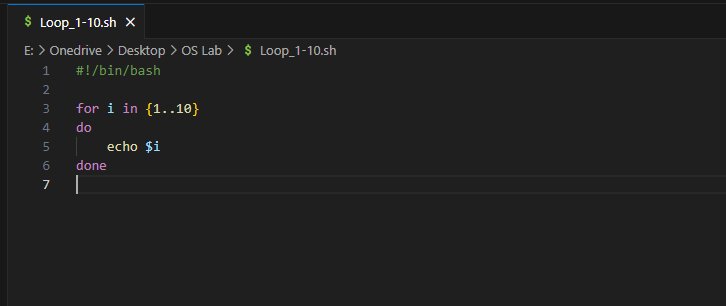 $ Loop_1-10.sh ×
E: > Onedrive > Desktop > OS Lab > $ Loop_1-10.sh
1 #!/bin/bash
2
3 for i in {1..10}
4 do
5     echo $i
6 done
7